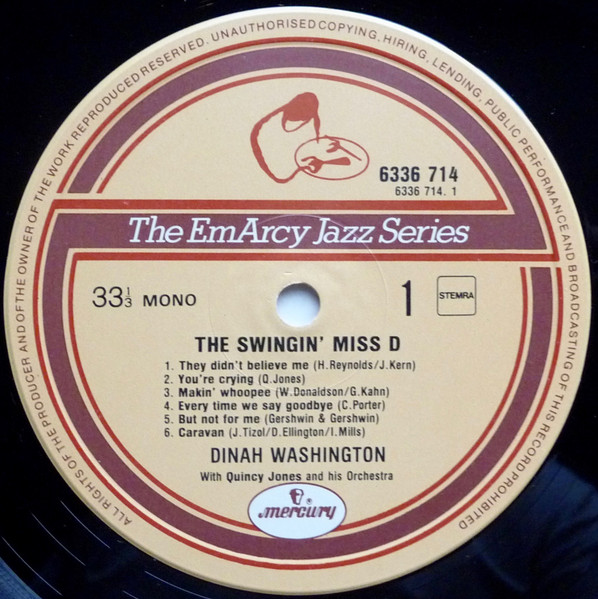 ALL RIGHTS OF THE PRODUCER AND OF THE OWNER OF THE WORK REPRODUCED RESERVED. UNAUTHORISED COPYING, HIRING, LENDING, PUBLIC PERFORMANCE AND BROADCASTING OF THIS RECORD PROHIBITED
6336 714
6336 714. 1
The EmArcy Jazz Series
33⅓ MONO
1
STEMRA
THE SWINGIN' MISS D
1. They didn't believe me (H.Reynolds/J.Kern)
2. You're crying (Q.Jones)
3. Makin' whoopee (W.Donaldson/G.Kahn)
4. Every time we say goodbye (C.Porter)
5. But not for me (Gershwin & Gershwin)
6. Caravan (J.Tizol/D.Ellington/I.Mills)
DINAH WASHINGTON
With Quincy Jones and his Orchestra
mercury ®